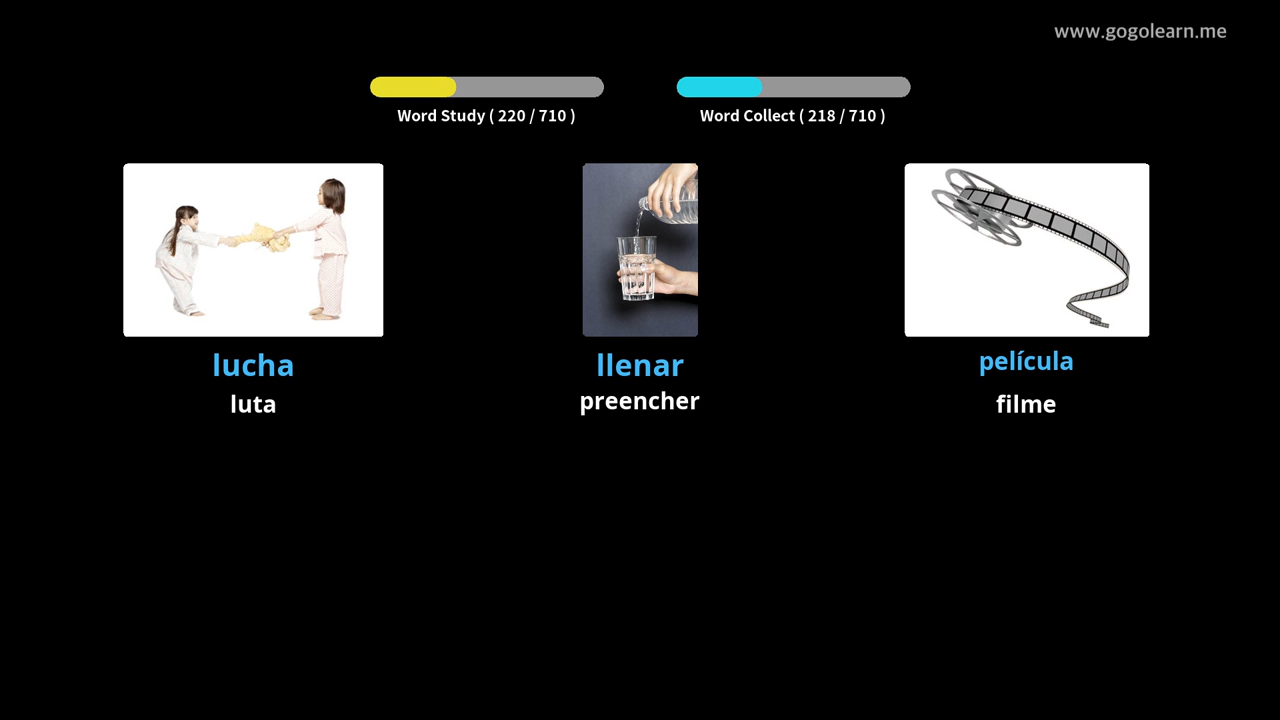 www.gogolearn.me
Word Study ( 220 / 710 )
Word Collect ( 218 / 710 )
lucha
luta
llenar
preencher
película
filme